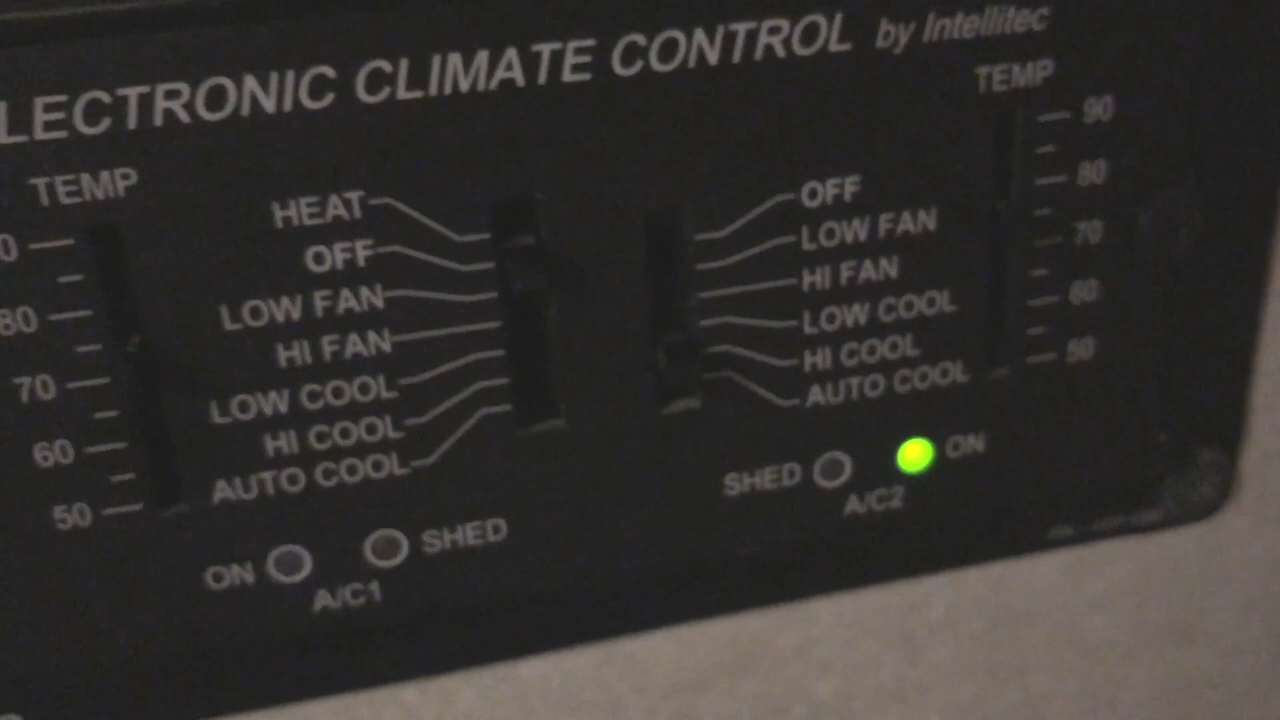 LECTRONIC CLIMATE CONTROL by Intellitec
TEMP
0
80
70
60
50
HEAT
OFF
LOW FAN
HI FAN
LOW COOL
HI COOL
AUTO COOL
ON
SHED
A/C1
OFF
LOW FAN
HI FAN
LOW COOL
HI COOL
AUTO COOL
SHED
ON
A/C2
TEMP
90
80
70
60
50